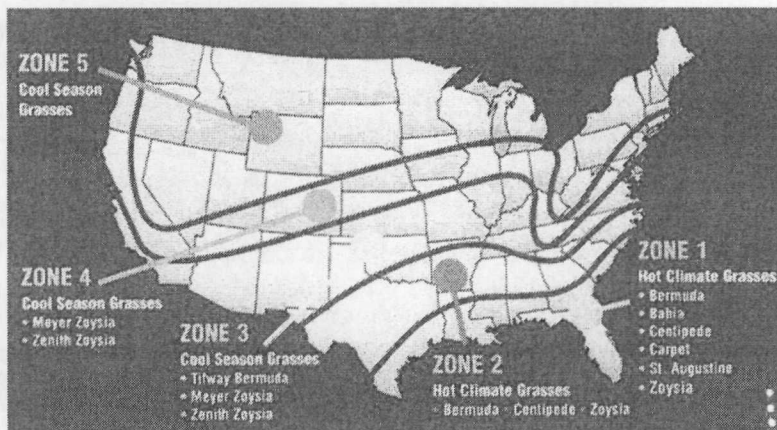 ZONE 5
Cool Season
Grasses
ZONE 4
Cool Season Grasses
• Meyer Zoysia
• Zenith Zoysia
ZONE 3
Cool Season Grasses
• Tifway Bermuda
• Meyer Zoysia
• Zenith Zoysia
ZONE 2
Hot Climate Grasses
• Bermuda • Centipede • Zoysia
ZONE 1
Hot Climate Grasses
• Bermuda
• Bahia
• Centipede
• Carpet
• St. Augustine
• Zoysia